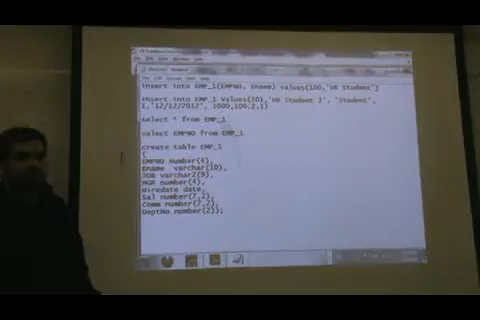 Insert into EMP_1(EMPNO, Ename) values(100,'VU Student')
Insert into EMP_1 Values(101,'VU Student 2', 'Student',
1,'12/12/2012', 1000,100,2,1)
Select * from EMP_1
select EMPNO from EMP_1
create table EMP_1
(
EMPNO Number(4),
Ename varchar(10),
JOB varchar2(9),
MGR number(4),
Hiredate date,
Sal number(7,2),
Comm number(7,2),
DeptNo number(2));